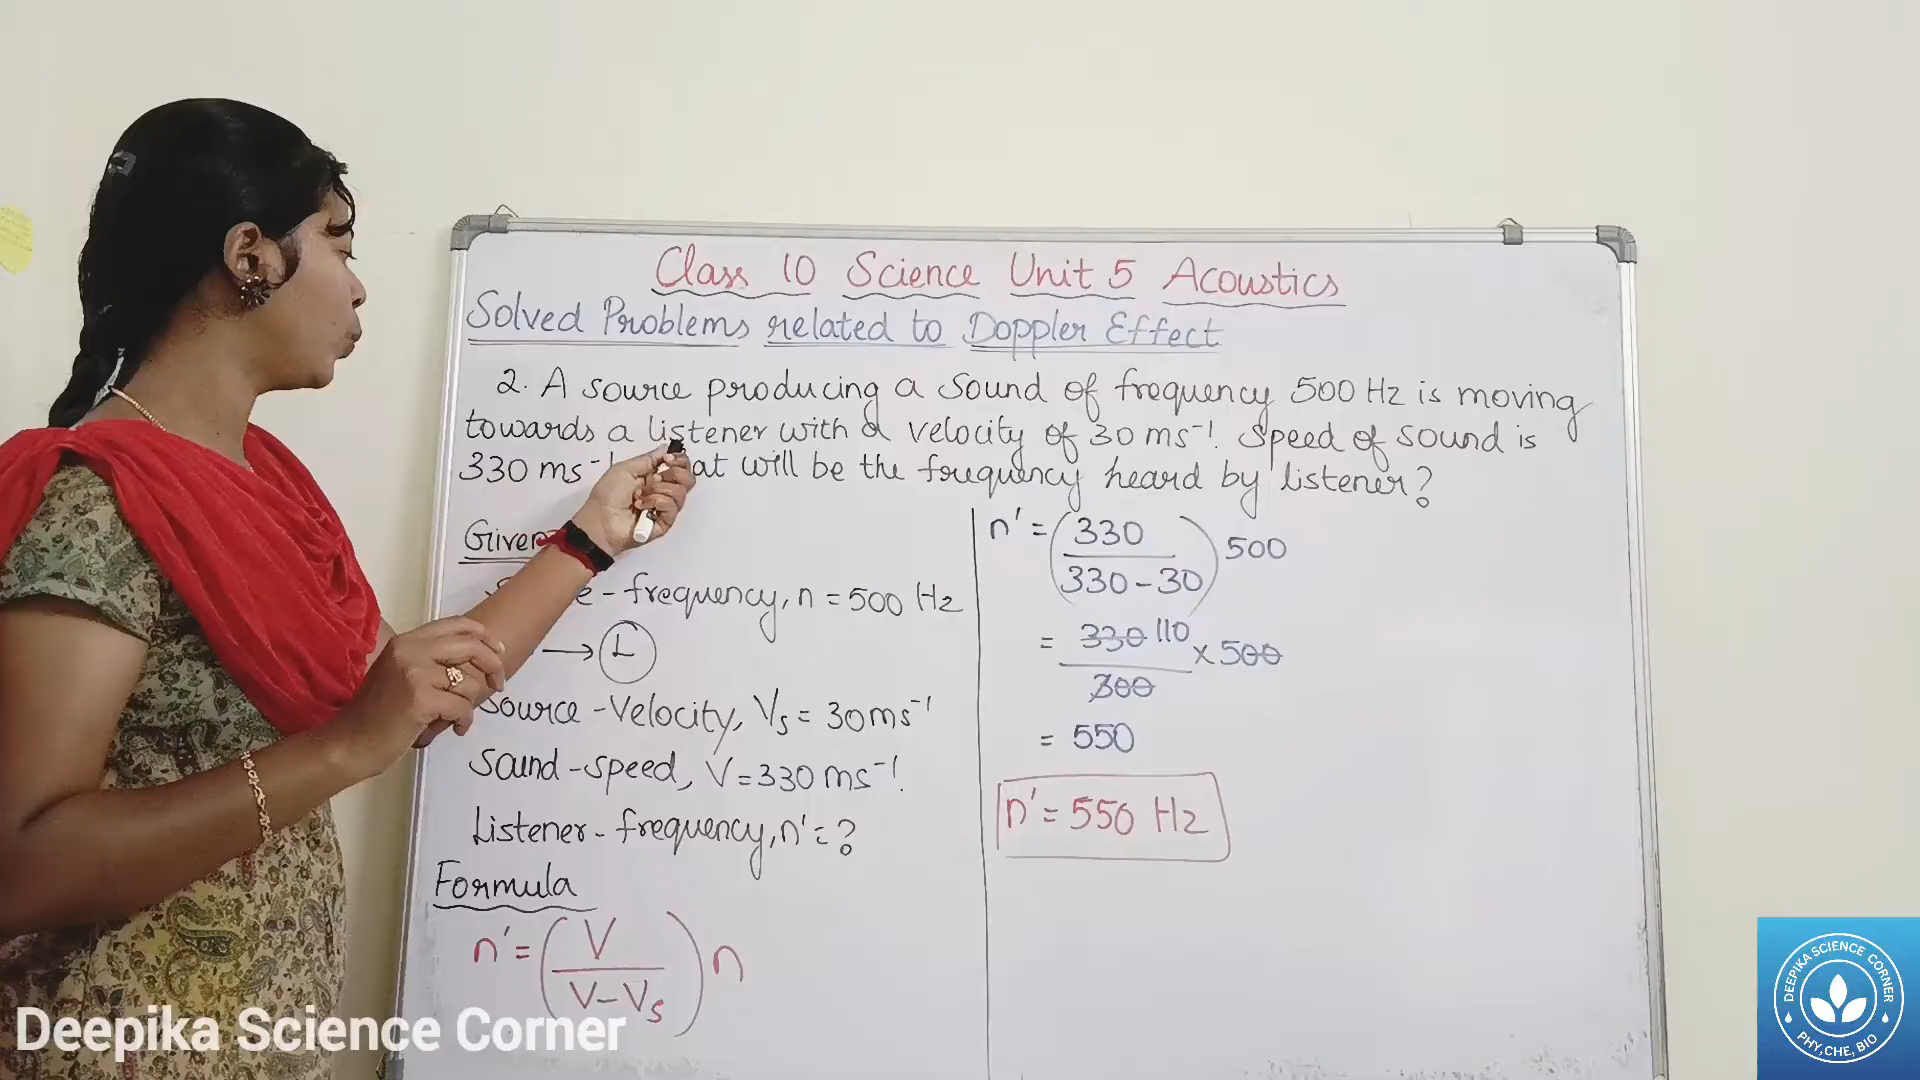 Class 10 Science Unit 5 Acoustics
Solved Problems related to Doppler Effect
2. A source producing a sound of frequency 500 Hz is moving
towards a listener with a velocity of 30 ms⁻¹. Speed of sound is
330 ms⁻¹ will be the frequency heard by listener?
Given
frequency, n = 500 Hz
→ L
Source - Velocity, Vs = 30 ms⁻¹
Sound - speed, V = 330 ms⁻¹.
Listener - frequency, n' = ?
Formula
n' = (V / V - Vs) n
n' = (330 / 330 - 30) 500
= 330 110 / 300 × 500
= 550
n' = 550 Hz
Deepika Science Corner
DEEPIKA SCIENCE CORNER
PHY, CHE, BIO